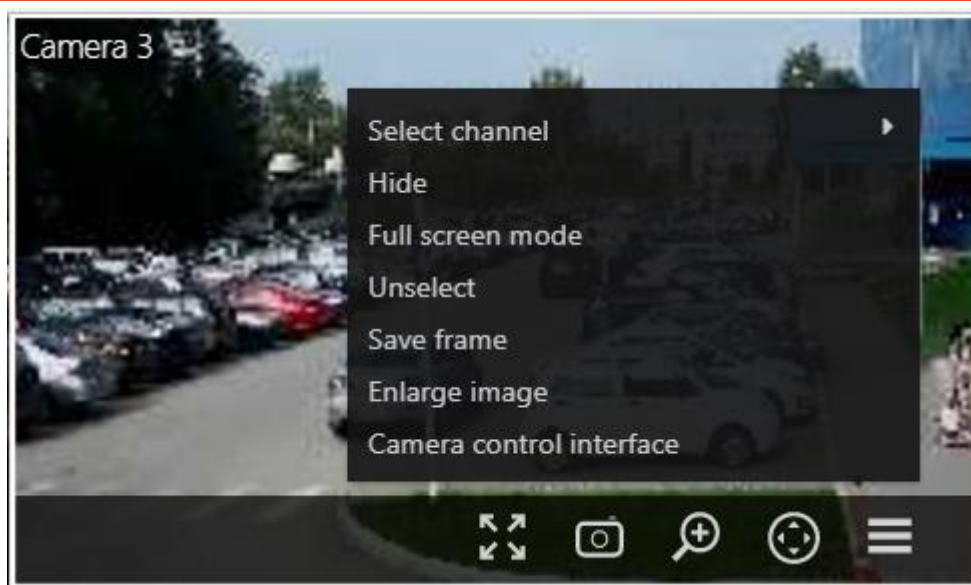 Camera 3
Select channel
Hide
Full screen mode
Unselect
Save frame
Enlarge image
Camera control interface